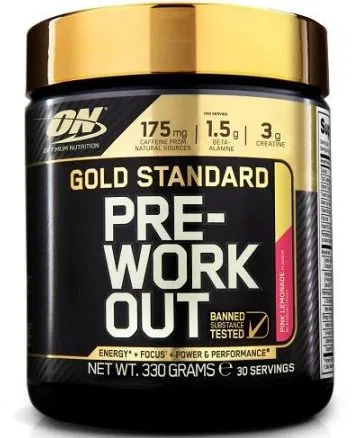 ON
OPTIMUM NUTRITION
175mg
CAFFEINE FROM
NATURAL SOURCES
PER SERVING
1.5g
BETA-
ALANINE
3g
CREATINE
GOLD STANDARD
PRE-
WORK
OUT
PINK LEMONADE FLAVOUR
BANNED
SUBSTANCE
TESTED
ENERGY* + FOCUS† + POWER & PERFORMANCE*
NET WT. 330 GRAMS ℮ 30 SERVINGS